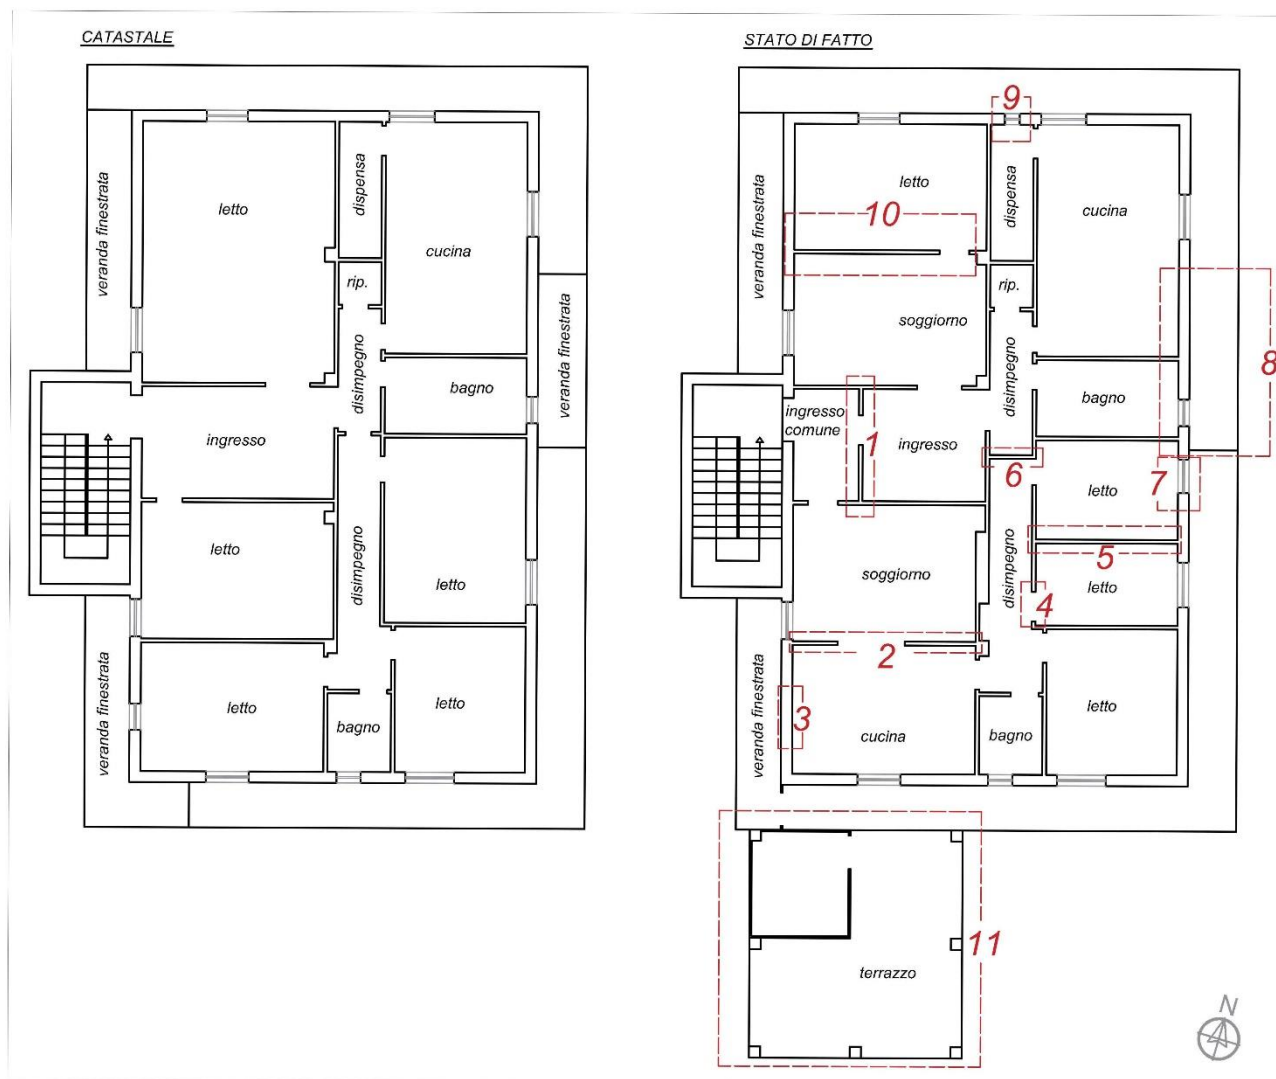 CATASTALE
letto
dispensa
veranda finestrata
cucina
rip.
veranda finestrata
disimpegno
bagno
ingresso
letto
disimpegno
letto
veranda finestrata
letto
letto
bagno
STATO DI FATTO
9
letto
veranda finestrata
dispensa
cucina
10
rip.
soggiorno
8
disimpegno
bagno
ingresso
comune
1
ingresso
6
7
letto
5
soggiorno
disimpegno
letto
4
2
veranda finestrata
3
letto
cucina
bagno
11
terrazzo
N